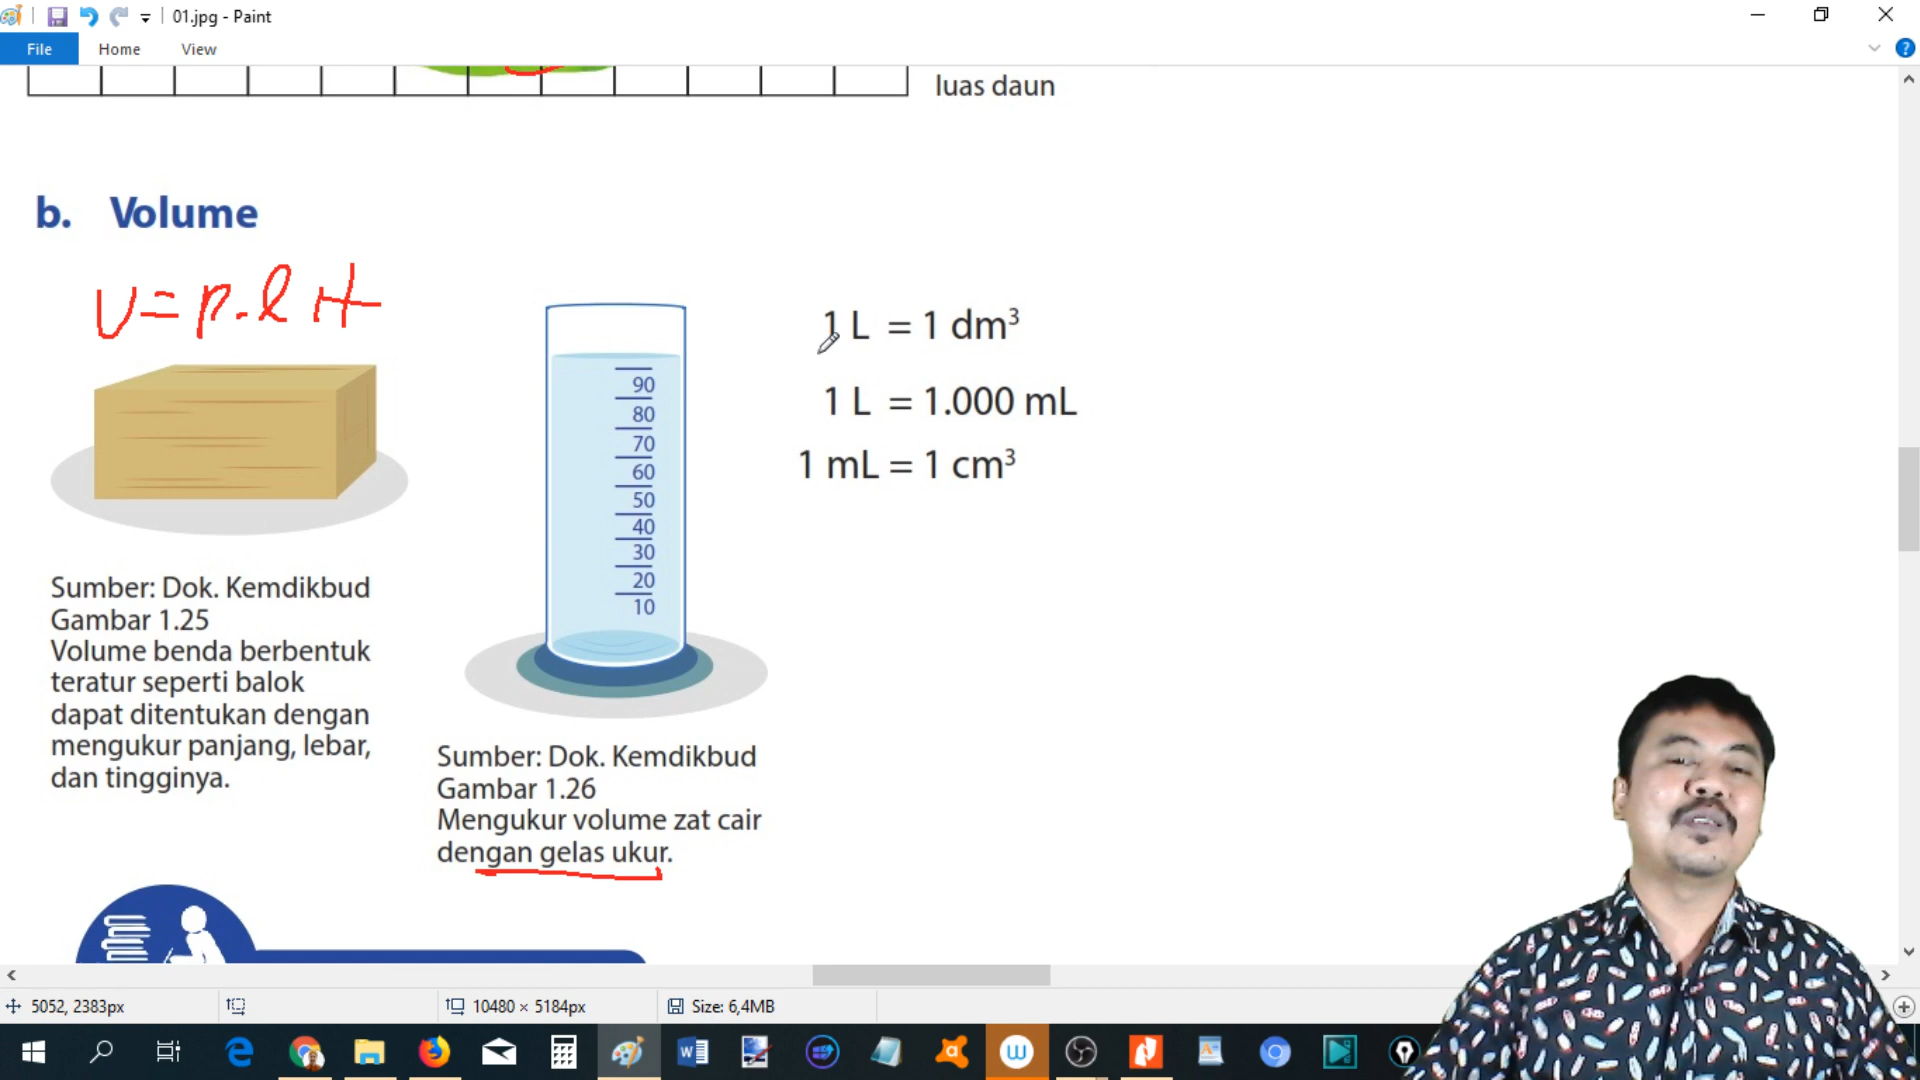 01.jpg - Paint
File Home View
luas daun
b. Volume
V=p.l.t
1 L = 1 dm³
1 L = 1.000 mL
1 mL = 1 cm³
90
80
70
60
50
40
30
20
10
Sumber: Dok. Kemdikbud
Gambar 1.25
Volume benda berbentuk
teratur seperti balok
dapat ditentukan dengan
mengukur panjang, lebar,
dan tingginya.
Sumber: Dok. Kemdikbud
Gambar 1.26
Mengukur volume zat cair
dengan gelas ukur.
5052, 2383px
10480 × 5184px
Size: 6,4MB